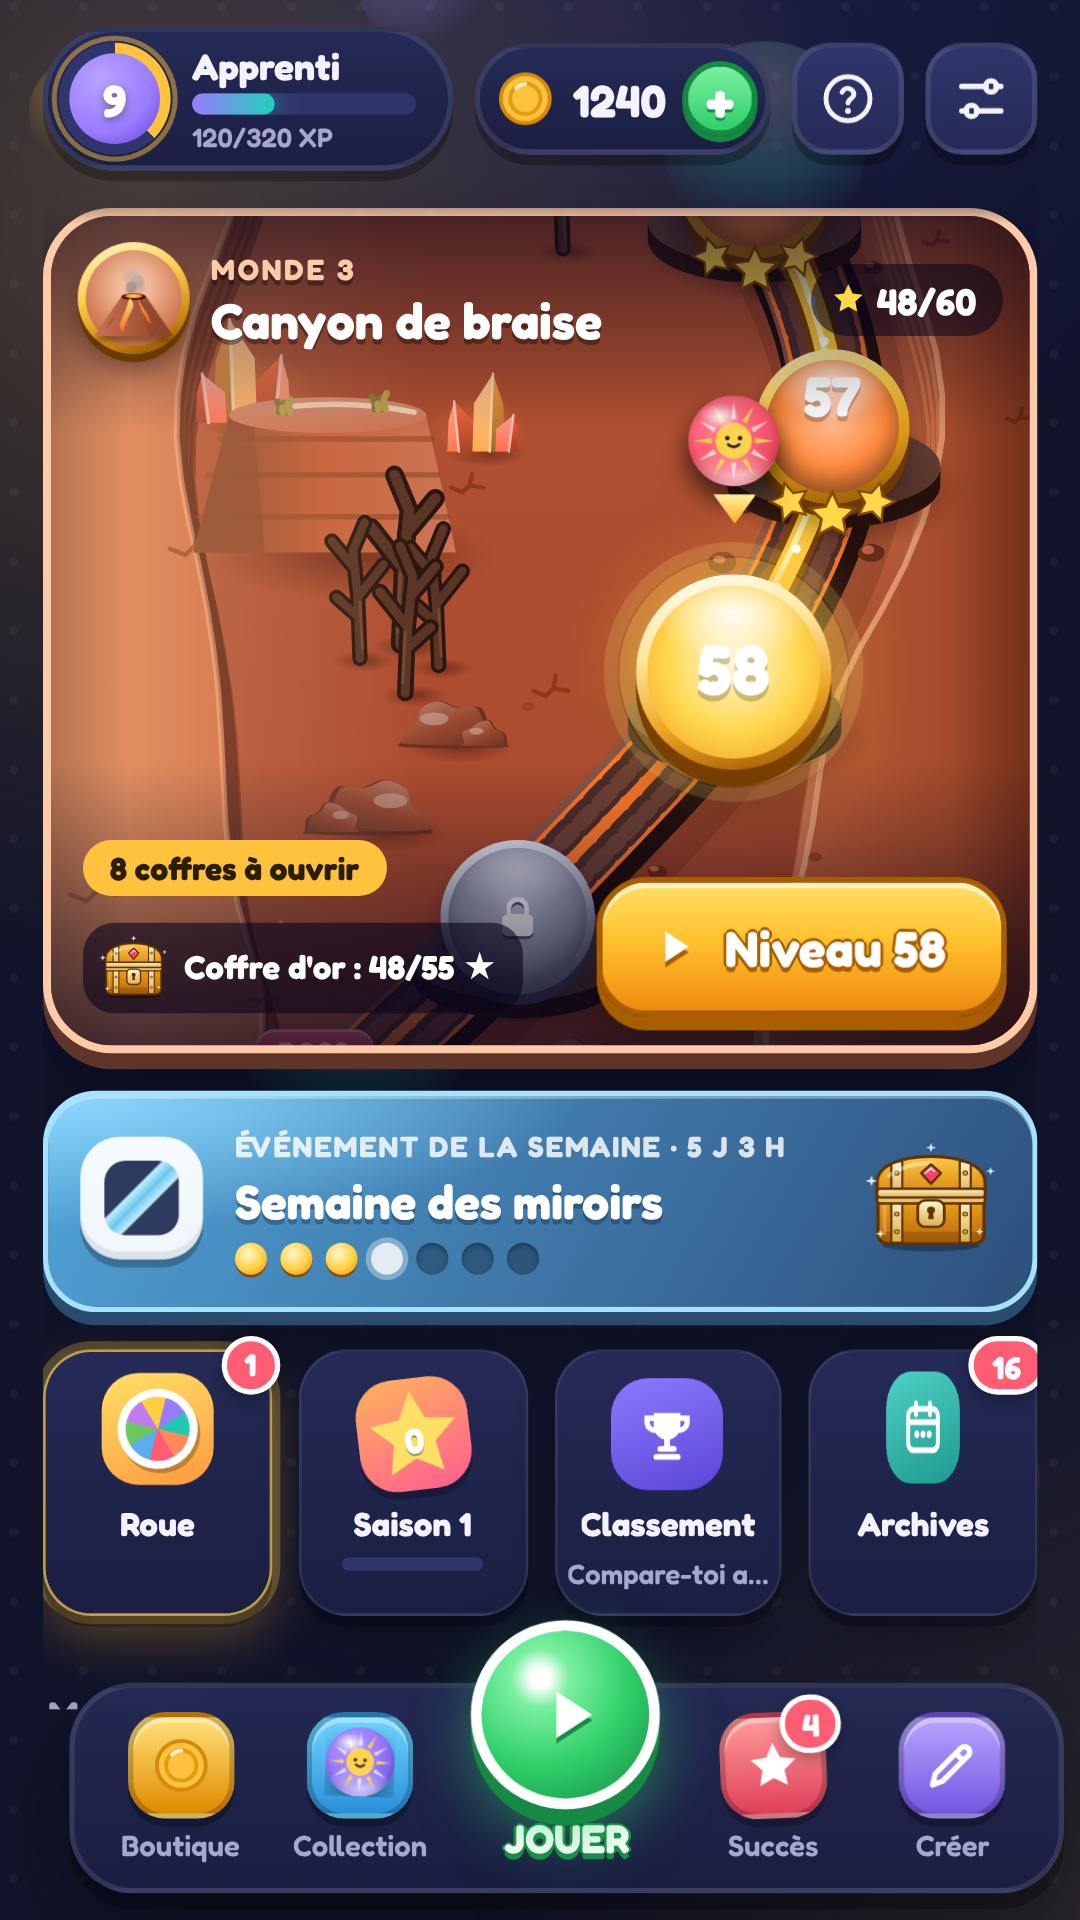 9
Apprenti
120/320 XP
1240
MONDE 3
Canyon de braise
48/60
57
58
8 coffres à ouvrir
Coffre d'or : 48/55 ★
Niveau 58
ÉVÉNEMENT DE LA SEMAINE · 5 J 3 H
Semaine des miroirs
1
16
0
Roue
Saison 1
Classement
Archives
Compare-toi a...
4
Boutique
Collection
JOUER
Succès
Créer